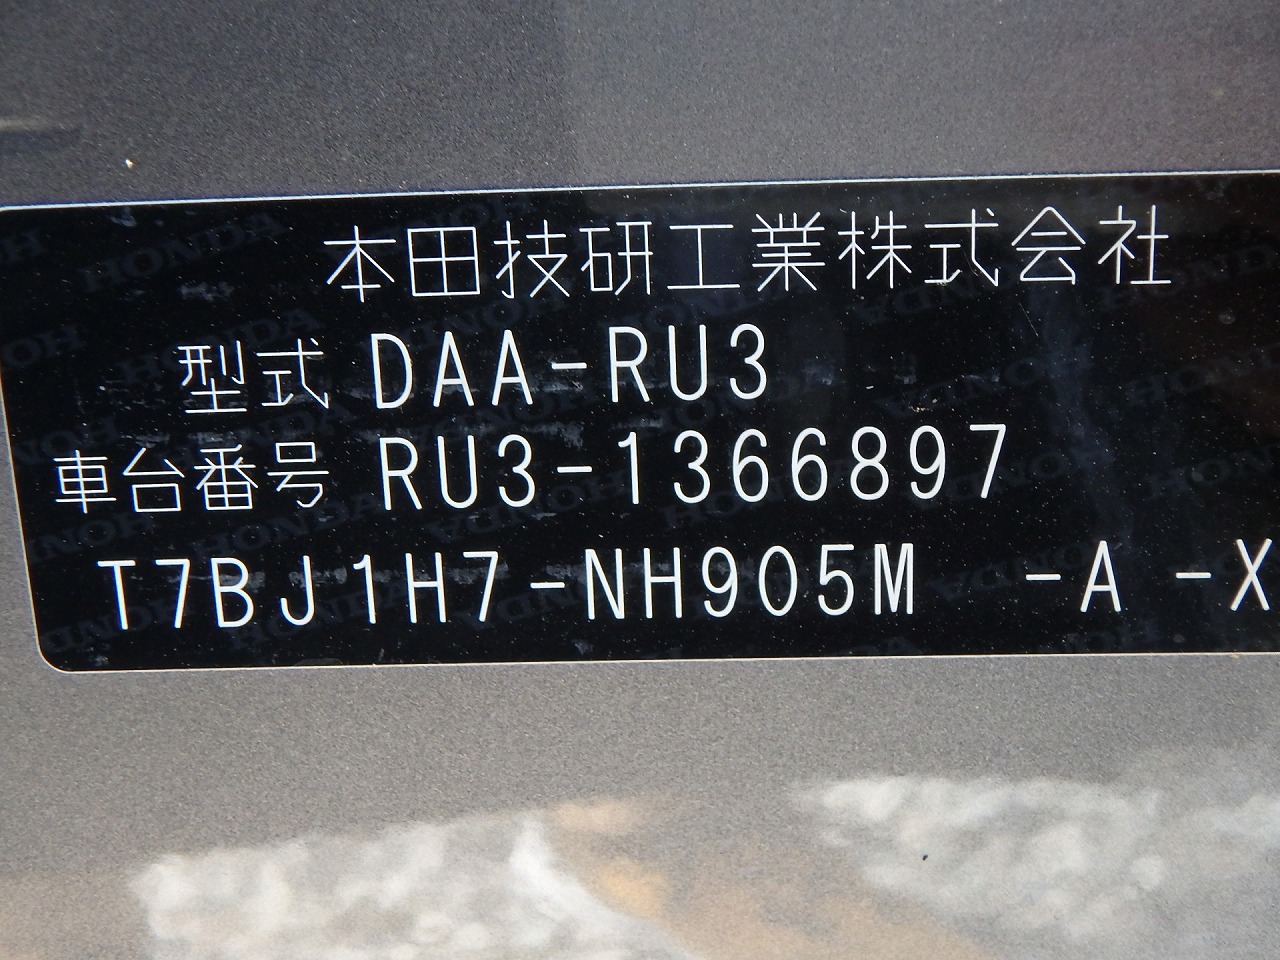 本田技研工業株式会社
型式 DAA-RU3
車台番号 RU3-1366897
T7BJ1H7-NH905M -A -X